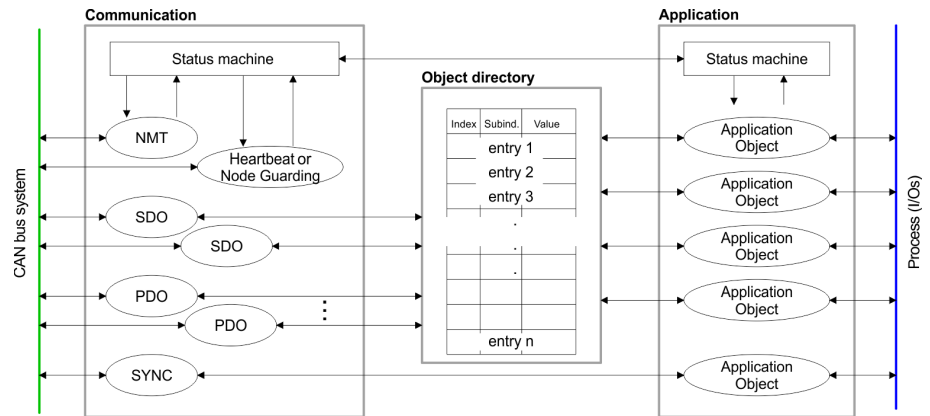 Communication
Application
Status machine
Status machine
Object directory
Index Subind. Value
entry 1
entry 2
entry 3
.
.
.
entry n
NMT
Heartbeat or
Node Guarding
SDO
SDO
PDO
PDO
SYNC
Application
Object
Application
Object
Application
Object
Application
Object
Application
Object
CAN bus system
Process (I/Os)